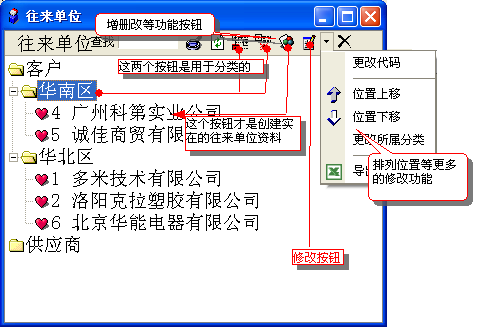 往来单位
增册改等功能按钮
往来单位 查找
这两个按钮是用于分类的
更改代码
位置上移
位置下移
更改所属分类
导出
客户
华南区
4 广州科第实业公司
5 诚佳商贸有限
这个按钮才是创建实
在的往来单位资料
排列位置等更多
的修改功能
华北区
1 多米技术有限公司
2 洛阳克拉塑胶有限公司
6 北京华能电器有限公司
供应商
修改按钮